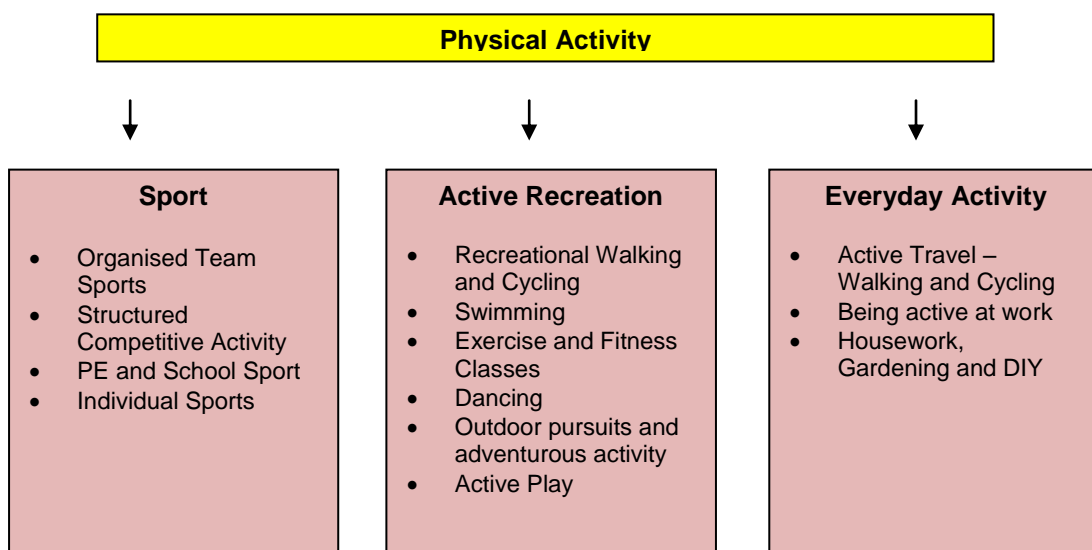 Physical Activity
Sport
• Organised Team
Sports
• Structured
Competitive Activity
• PE and School Sport
• Individual Sports
Active Recreation
• Recreational Walking
and Cycling
• Swimming
• Exercise and Fitness
Classes
• Dancing
• Outdoor pursuits and
adventurous activity
• Active Play
Everyday Activity
• Active Travel –
Walking and Cycling
• Being active at work
• Housework,
Gardening and DIY